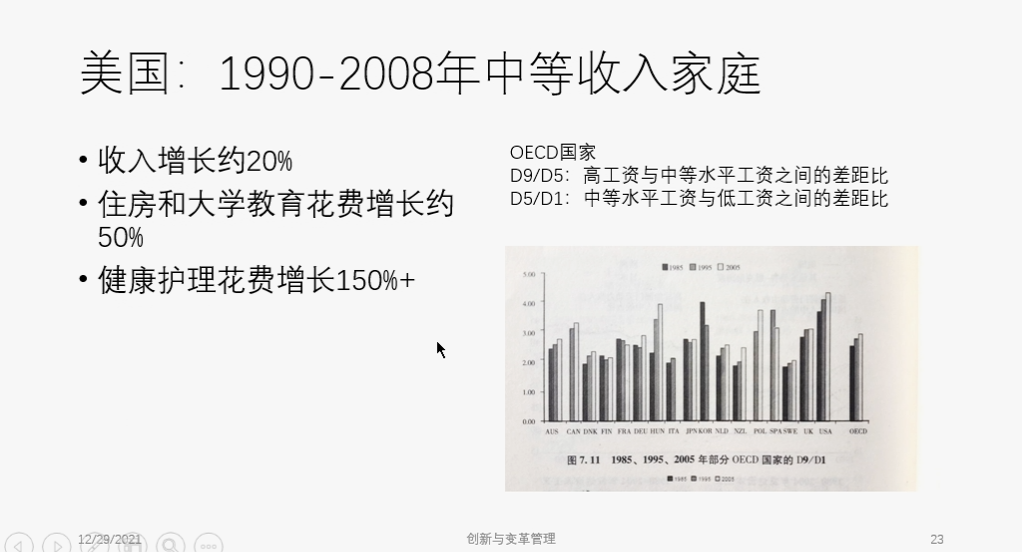 美国：1990-2008年中等收入家庭
• 收入增长约20%
• 住房和大学教育花费增长约
50%
• 健康护理花费增长150%+
OECD国家
D9/D5：高工资与中等水平工资之间的差距比
D5/D1：中等水平工资与低工资之间的差距比
1985 1995 2005
5.00
4.00
3.00
2.00
1.00
0.00
AUS CAN DNK FIN FRA DEU HUN ITA JPN KOR NLD NZL POL SPA SWE UK USA OECD
图 7.11 1985、1995、2005 年部分 OECD 国家的 D9/D1
1985 1995 2005
12/29/2021
创新与变革管理
23